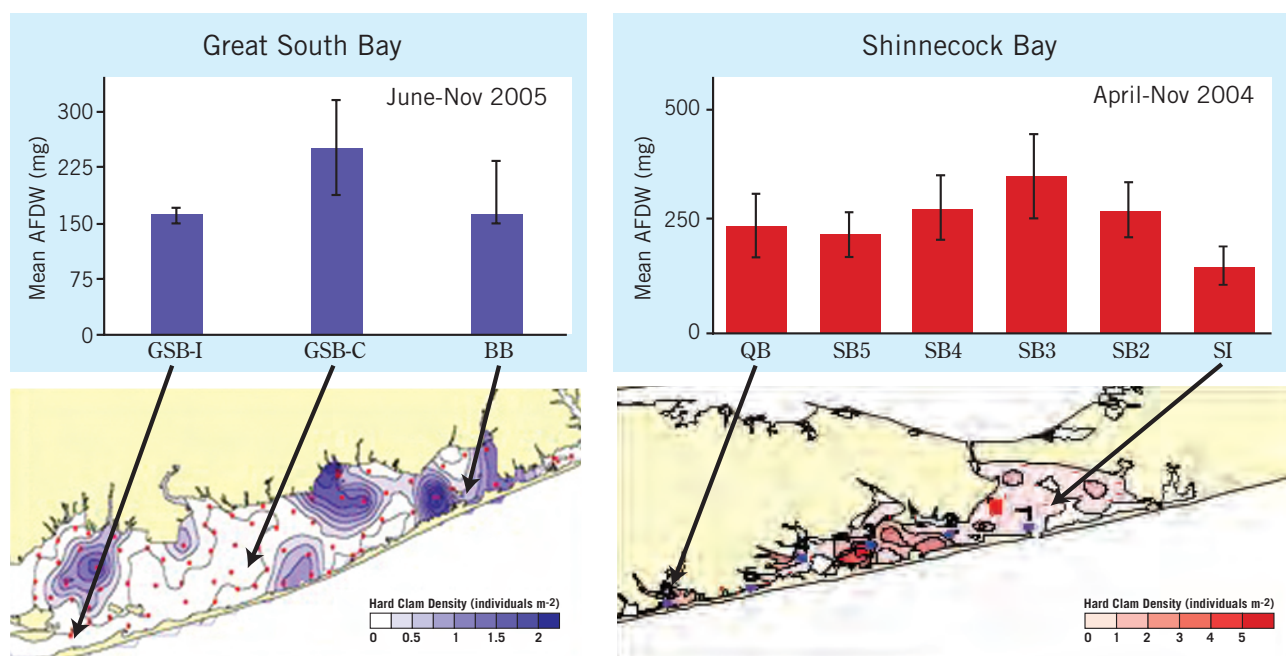 Great South Bay
June-Nov 2005
Mean AFDW (mg)
300
225
150
75
0
GSB-I GSB-C BB
Hard Clam Density (individuals m-2)
0 0.5 1 1.5 2
Shinnecock Bay
April-Nov 2004
Mean AFDW (mg)
500
250
0
QB SB5 SB4 SB3 SB2 SI
Hard Clam Density (individuals m-2)
0 1 2 3 4 5